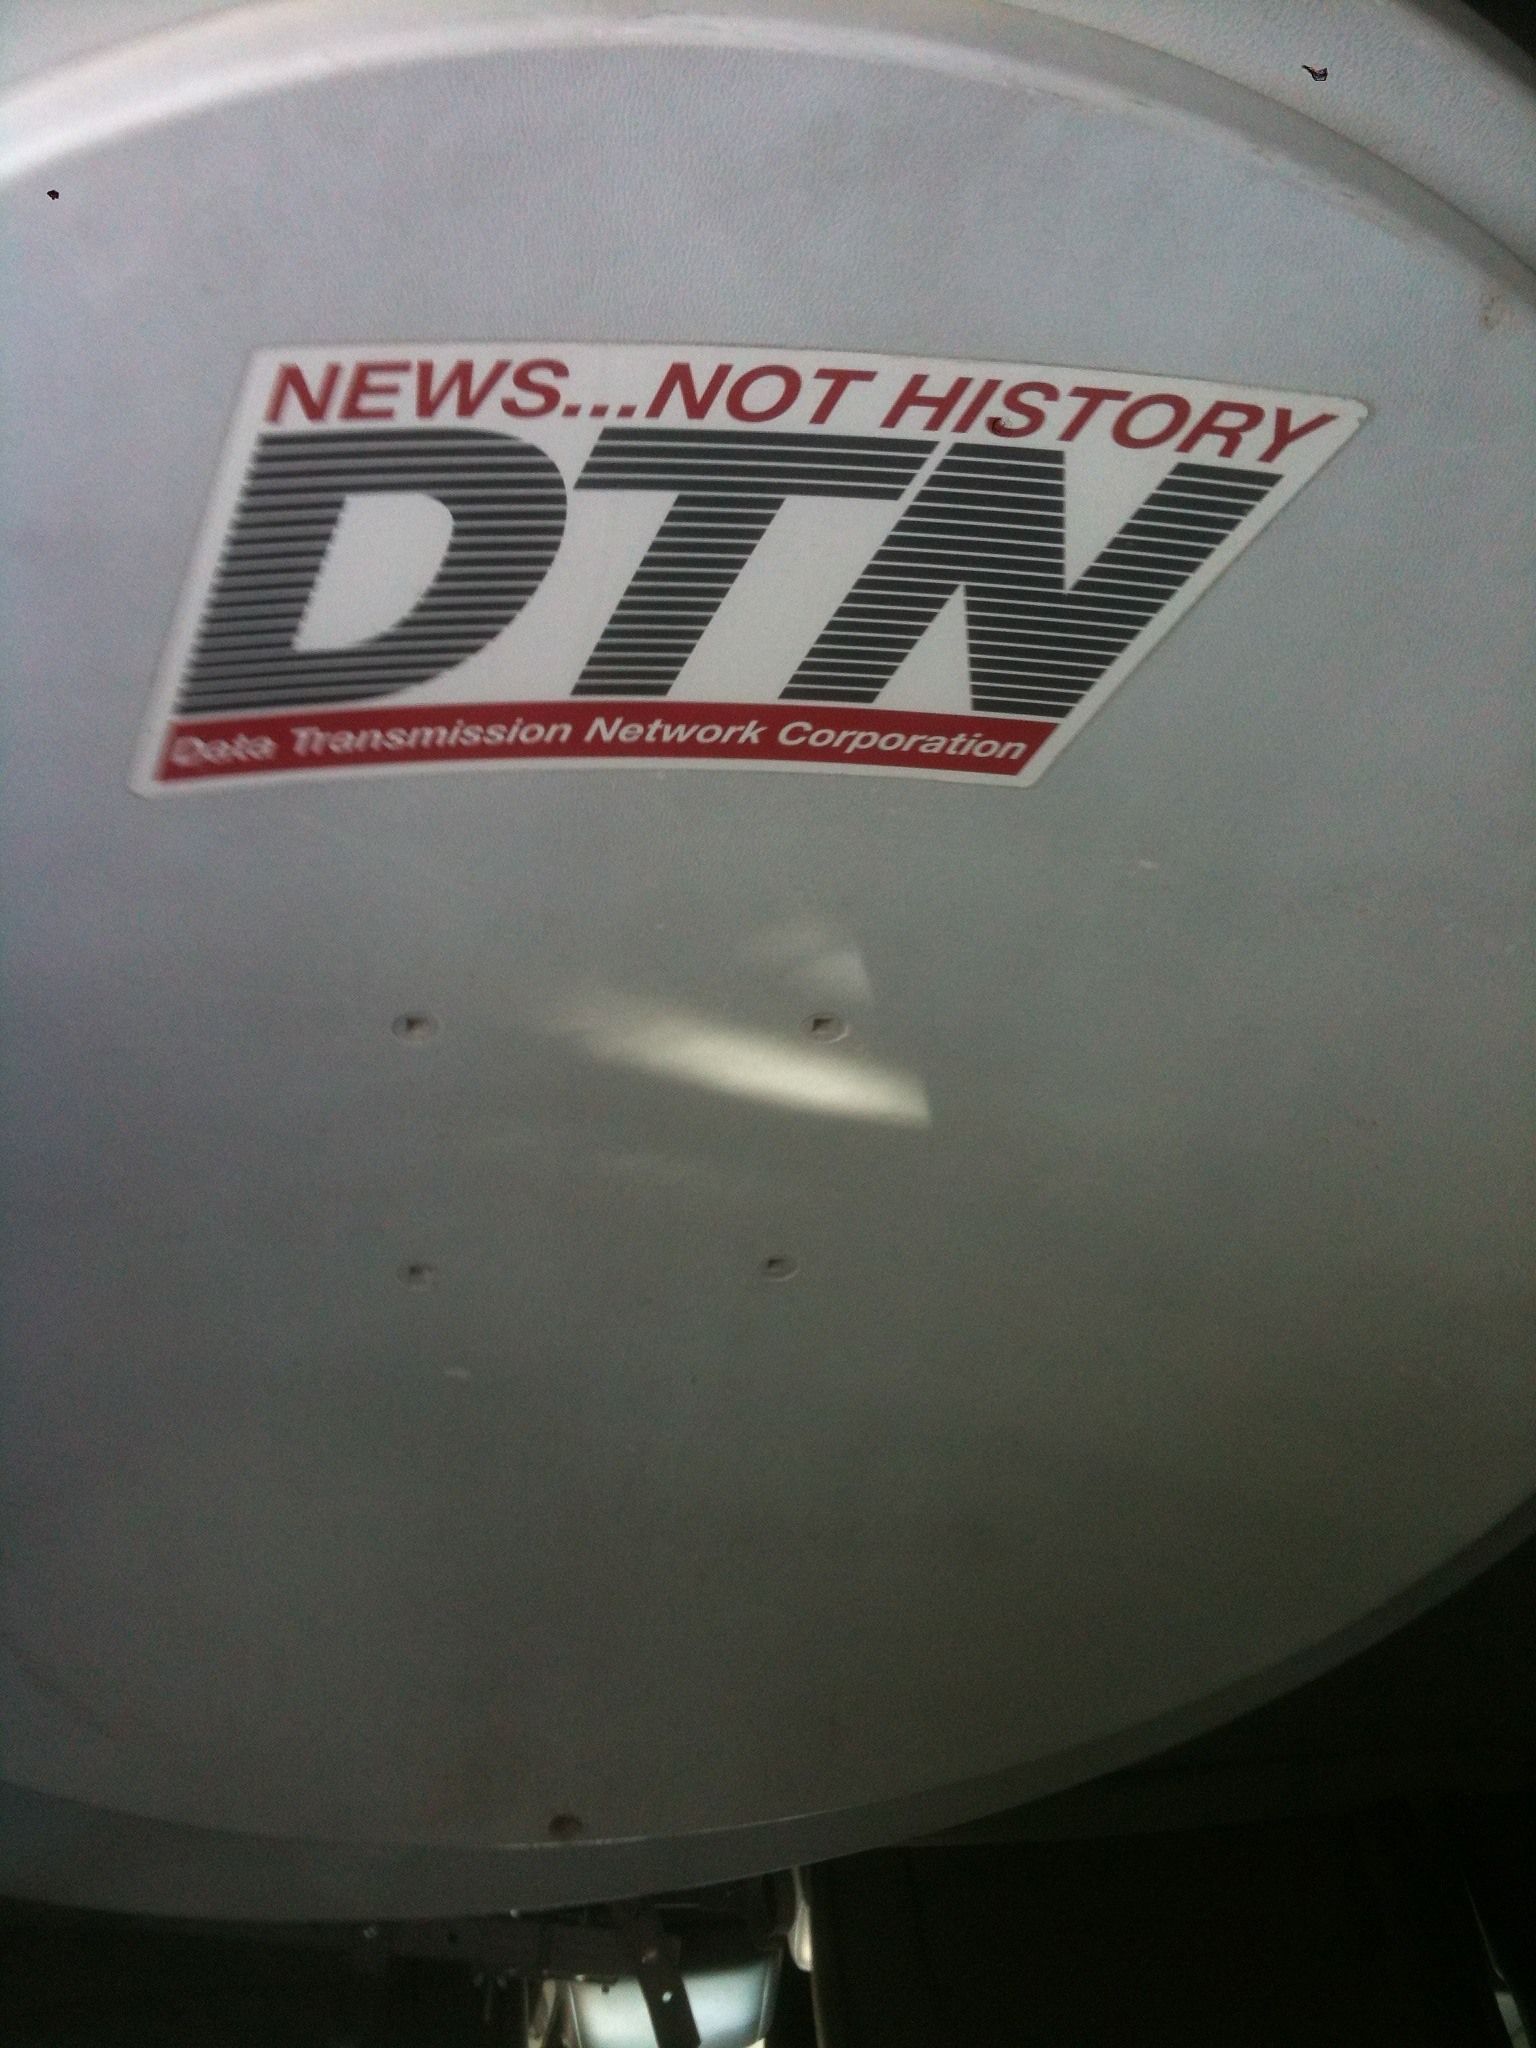 NEWS...NOT HISTORY
DTN
Data Transmission Network Corporation